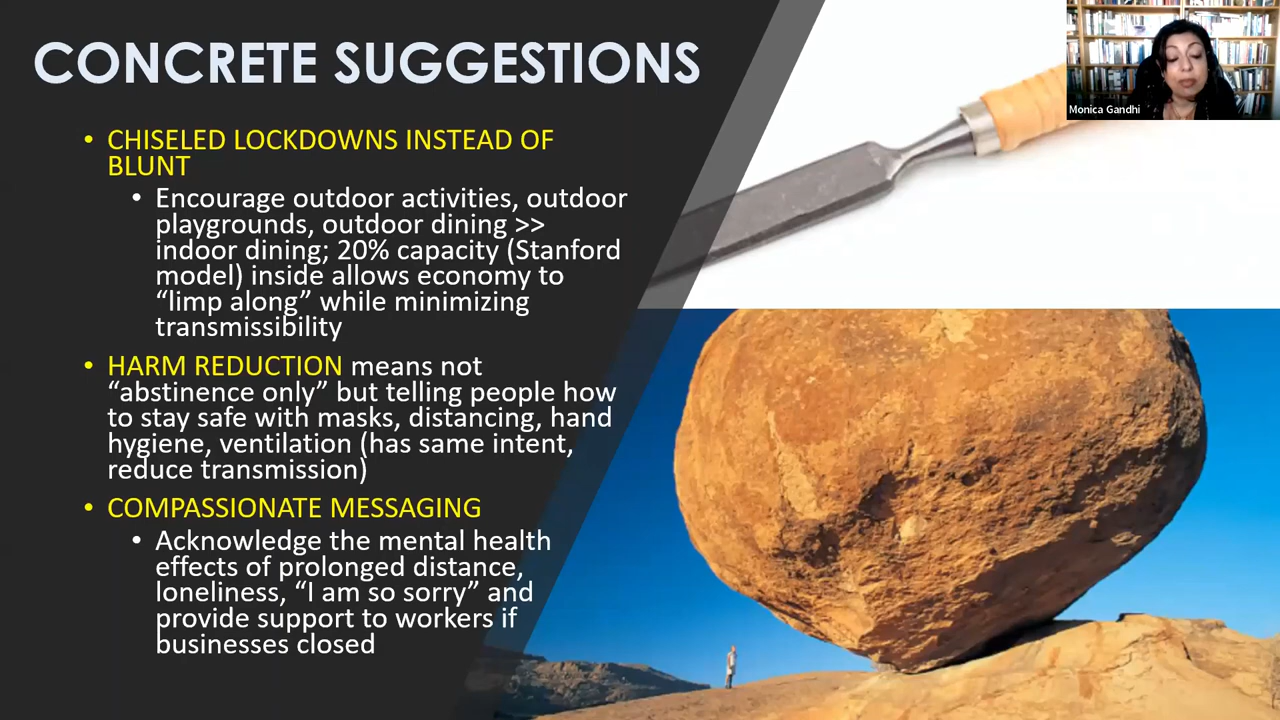 CONCRETE SUGGESTIONS
Monica Gandhi
• CHISELED LOCKDOWNS INSTEAD OF
BLUNT
• Encourage outdoor activities, outdoor
playgrounds, outdoor dining >>
indoor dining; 20% capacity (Stanford
model) inside allows economy to
“limp along” while minimizing
transmissibility
• HARM REDUCTION means not
“abstinence only” but telling people how
to stay safe with masks, distancing, hand
hygiene, ventilation (has same intent,
reduce transmission)
• COMPASSIONATE MESSAGING
• Acknowledge the mental health
effects of prolonged distance,
loneliness, “I am so sorry” and
provide support to workers if
businesses closed